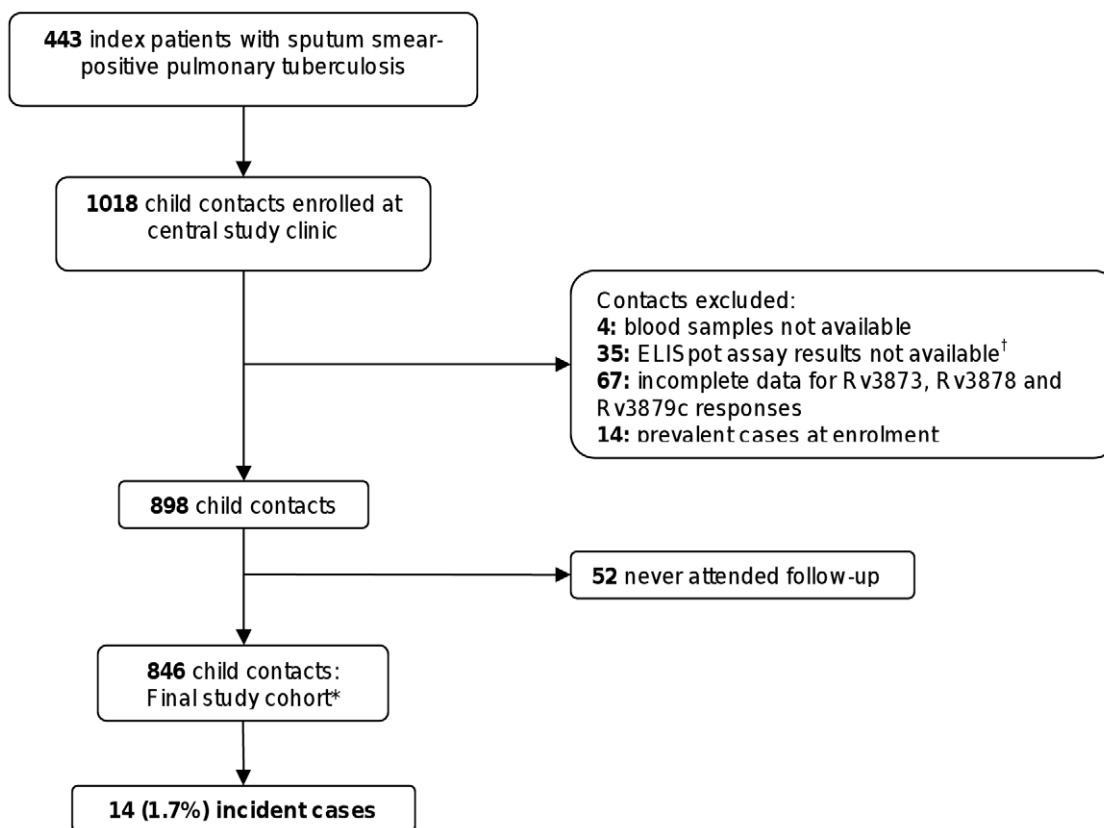 443 index patients with sputum smear-
positive pulmonary tuberculosis
1018 child contacts enrolled at
central study clinic
Contacts excluded:
4: blood samples not available
35: ELISpot assay results not available†
67: incomplete data for Rv3873, Rv3878 and
Rv3879c responses
14: prevalent cases at enrolment
898 child contacts
52 never attended follow-up
846 child contacts:
Final study cohort*
14 (1.7%) incident cases